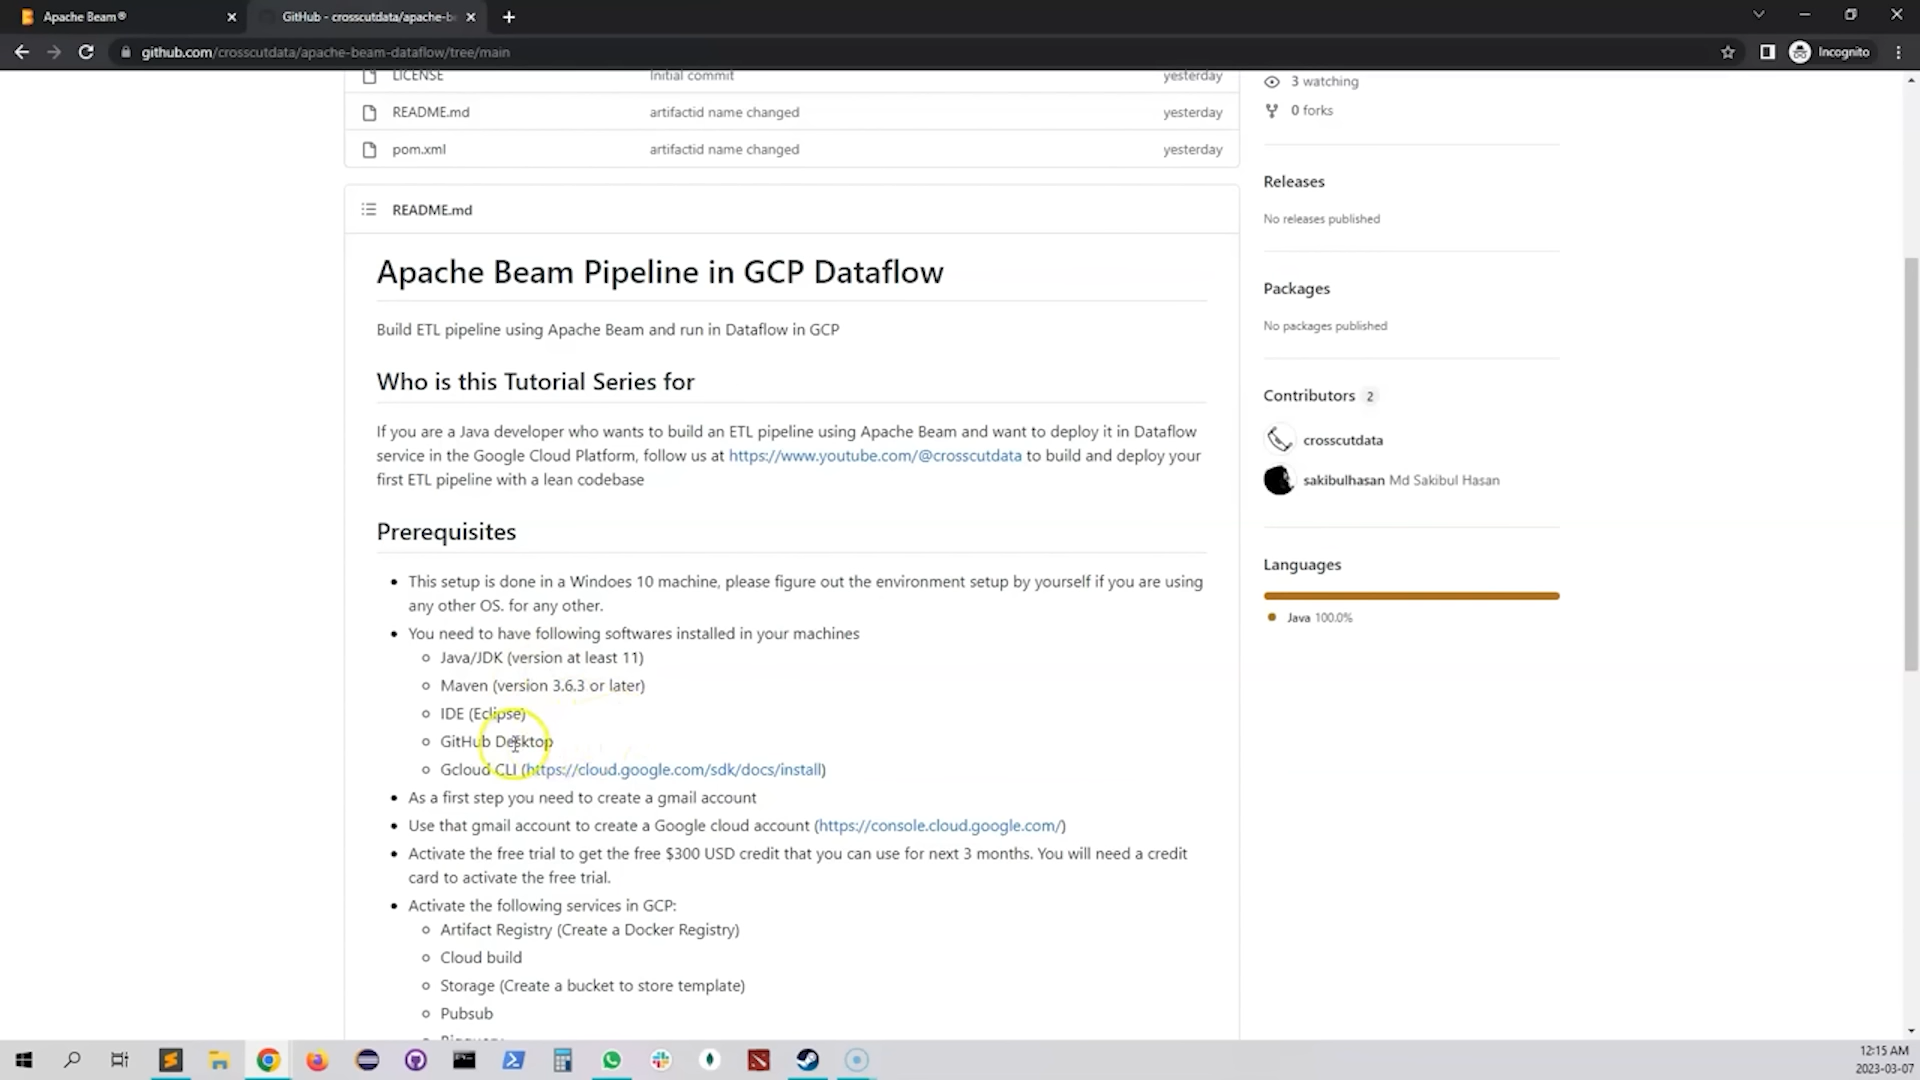 Apache Beam®
GitHub - crosscutdata/apache-b
github.com/crosscutdata/apache-beam-dataflow/tree/main
Incognito
LICENSE Initial commit yesterday
README.md artifactid name changed yesterday
pom.xml artifactid name changed yesterday
README.md
Apache Beam Pipeline in GCP Dataflow
Build ETL pipeline using Apache Beam and run in Dataflow in GCP
Who is this Tutorial Series for
If you are a Java developer who wants to build an ETL pipeline using Apache Beam and want to deploy it in Dataflow
service in the Google Cloud Platform, follow us at https://www.youtube.com/@crosscutdata to build and deploy your
first ETL pipeline with a lean codebase
Prerequisites
This setup is done in a Windoes 10 machine, please figure out the environment setup by yourself if you are using
any other OS. for any other.
You need to have following softwares installed in your machines
Java/JDK (version at least 11)
Maven (version 3.6.3 or later)
IDE (Eclipse)
GitHub Desktop
Gcloud CLI (https://cloud.google.com/sdk/docs/install)
As a first step you need to create a gmail account
Use that gmail account to create a Google cloud account (https://console.cloud.google.com/)
Activate the free trial to get the free $300 USD credit that you can use for next 3 months. You will need a credit
card to activate the free trial.
Activate the following services in GCP:
Artifact Registry (Create a Docker Registry)
Cloud build
Storage (Create a bucket to store template)
Pubsub
3 watching
0 forks
Releases
No releases published
Packages
No packages published
Contributors 2
crosscutdata
sakibulhasan Md Sakibul Hasan
Languages
Java 100.0%
12:15 AM
2023-03-07